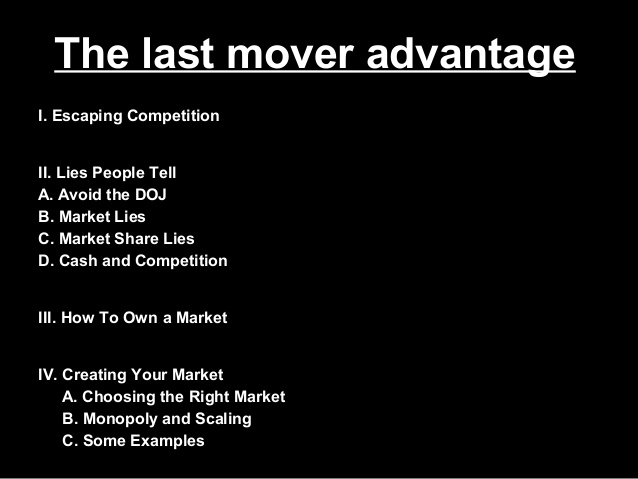 The last mover advantage
I. Escaping Competition
II. Lies People Tell
A. Avoid the DOJ
B. Market Lies
C. Market Share Lies
D. Cash and Competition
III. How To Own a Market
IV. Creating Your Market
A. Choosing the Right Market
B. Monopoly and Scaling
C. Some Examples